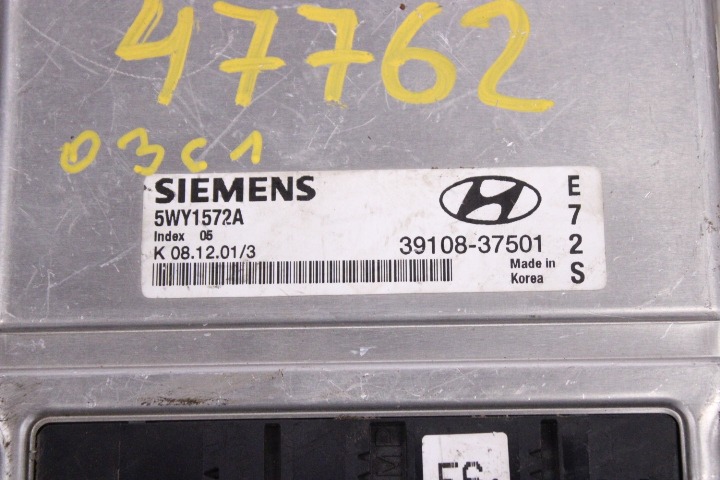 47762
03C1
SIEMENS
5WY1572A
Index 05
K 08.12.01/3
39108-37501
Made in
Korea
E
7
2
S